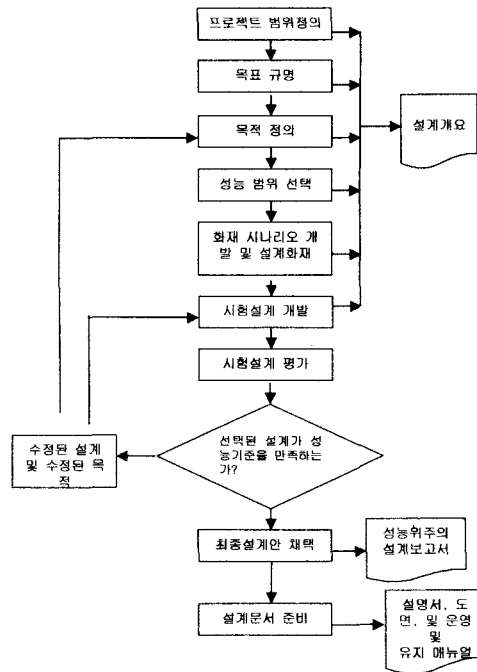 프로젝트 범위정의
목표 규명
목적 정의
설계개요
성능 범위 선택
화재 시나리오 개
발 및 설계화재
시험설계 개발
시험설계 평가
선택된 설계가 성
능기준을 만족하는
가?
수정된 설계
및 수정된 목
적
최종설계안 채택
성능위주의
설계보고서
설계문서 준비
설명서, 도
면, 및 운영
및
유지 매뉴얼